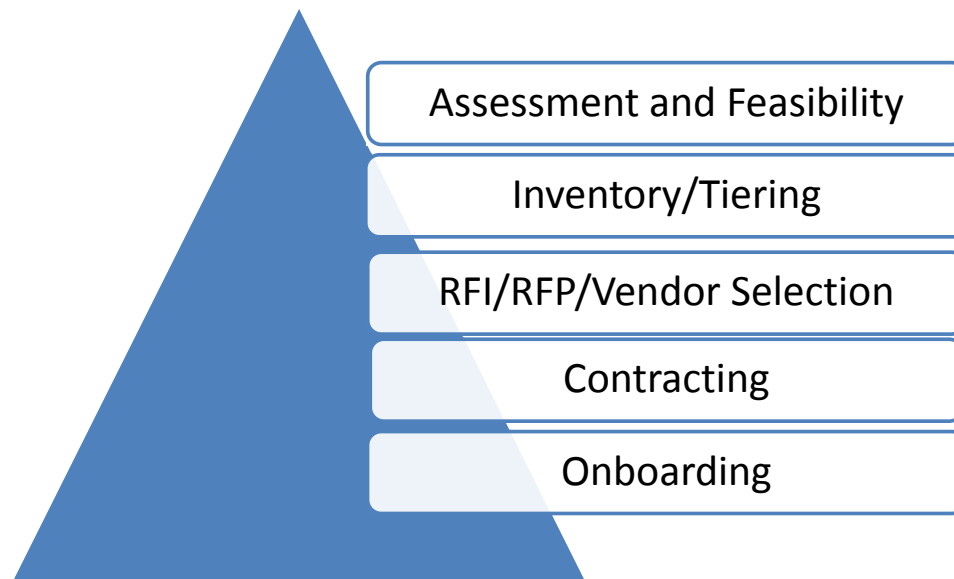 Assessment and Feasibility
Inventory/Tiering
RFI/RFP/Vendor Selection
Contracting
Onboarding